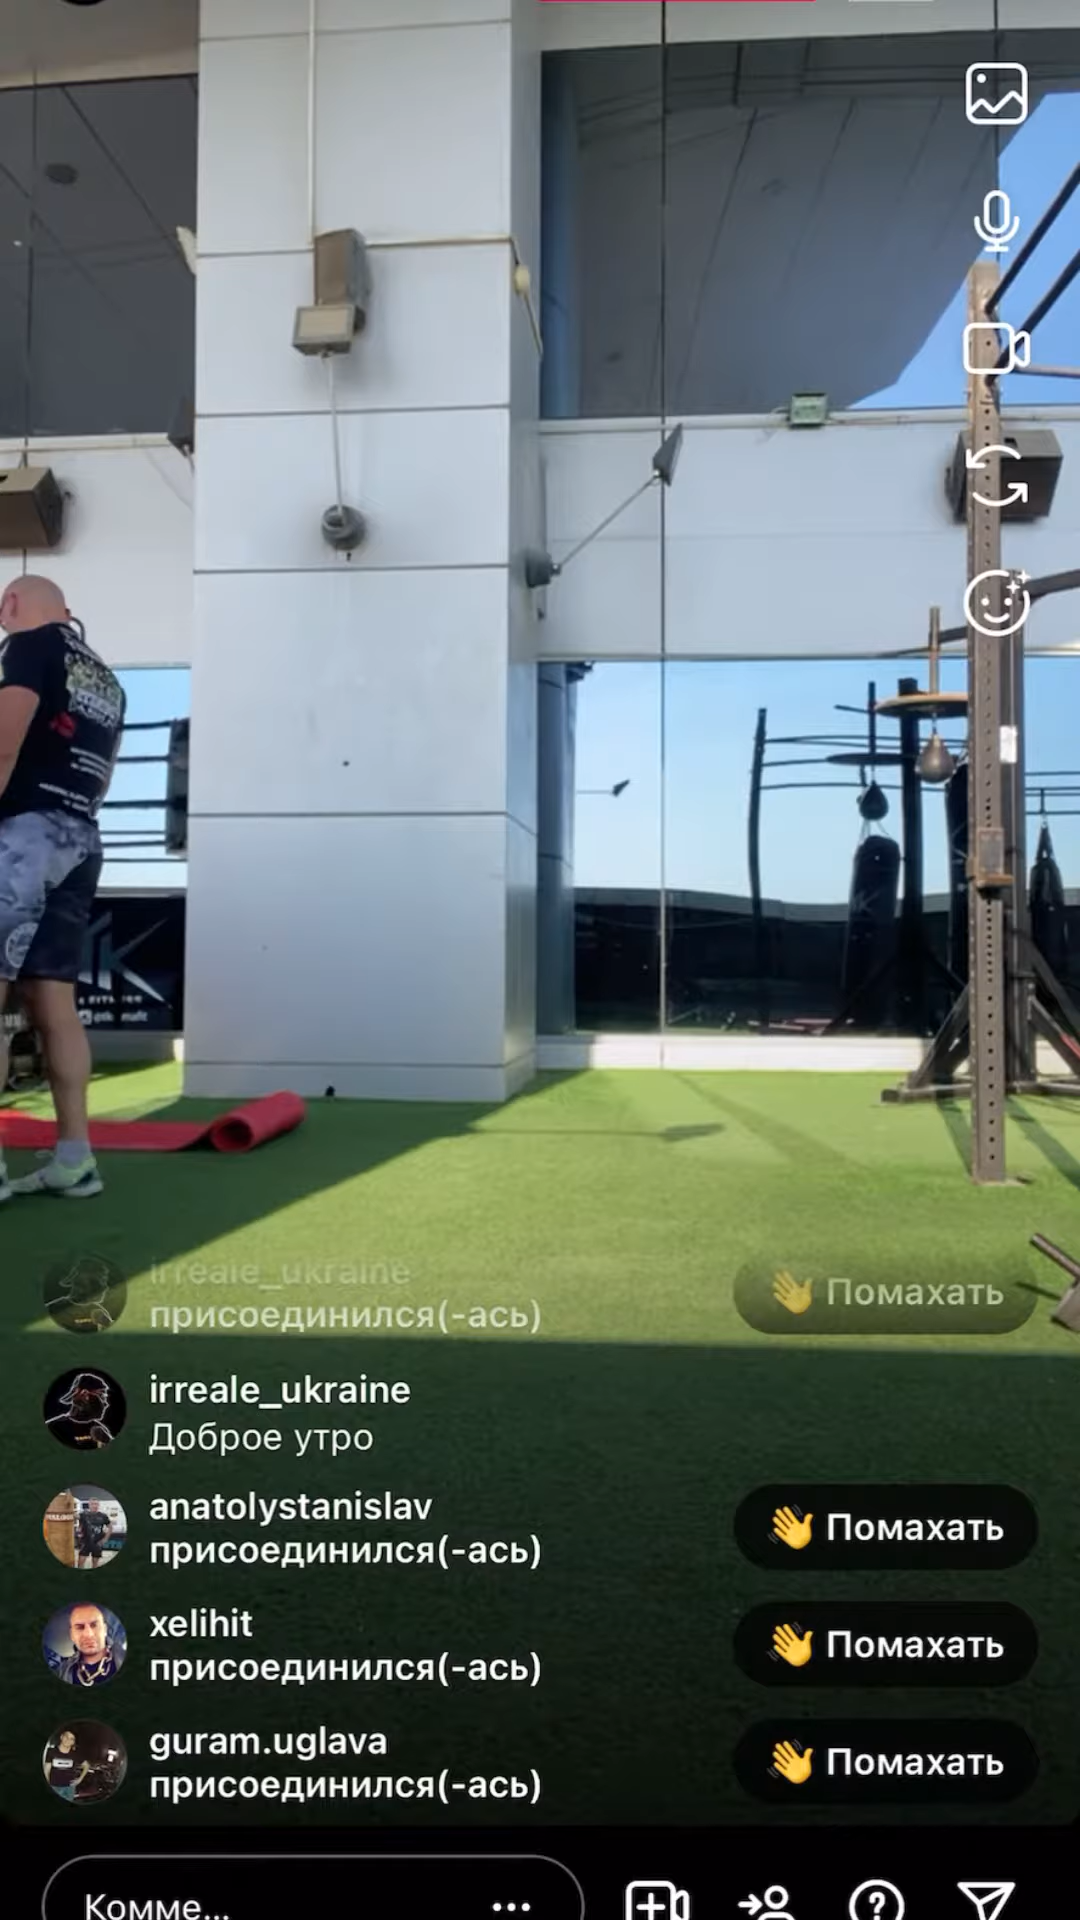 irreale_ukraine
присоединился(-ась)
👋 Помахать
irreale_ukraine
Доброе утро
anatolystanislav
присоединился(-ась)
👋 Помахать
xelihit
присоединился(-ась)
👋 Помахать
guram.uglava
присоединился(-ась)
👋 Помахать
Комме...